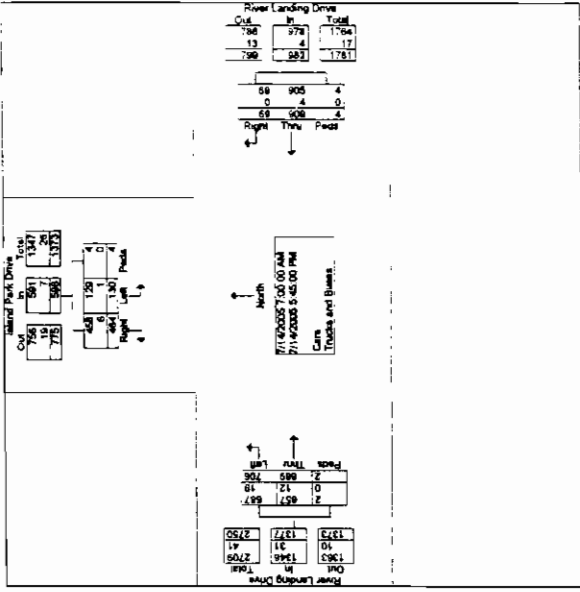 River Landing Drive
Out In Total
786 978 1764
13 4 17
799 982 1781
69 905 4
0 4 0
69 909 4
Right Thru Peds
Island Park Drive
Out In Total
756 591 1347
19 7 26
775 598 1373
458 129 4
6 1 0
464 130 4
Right Left Peds
North
7/14/2005 7:00:00 AM
7/14/2005 5:45:00 PM
Cars
Trucks and Buses
River Landing Drive
Out In Total
1363 1346 2709
10 31 41
1373 1377 2750
2 657 687
0 12 19
2 669 706
Peds Thru Left